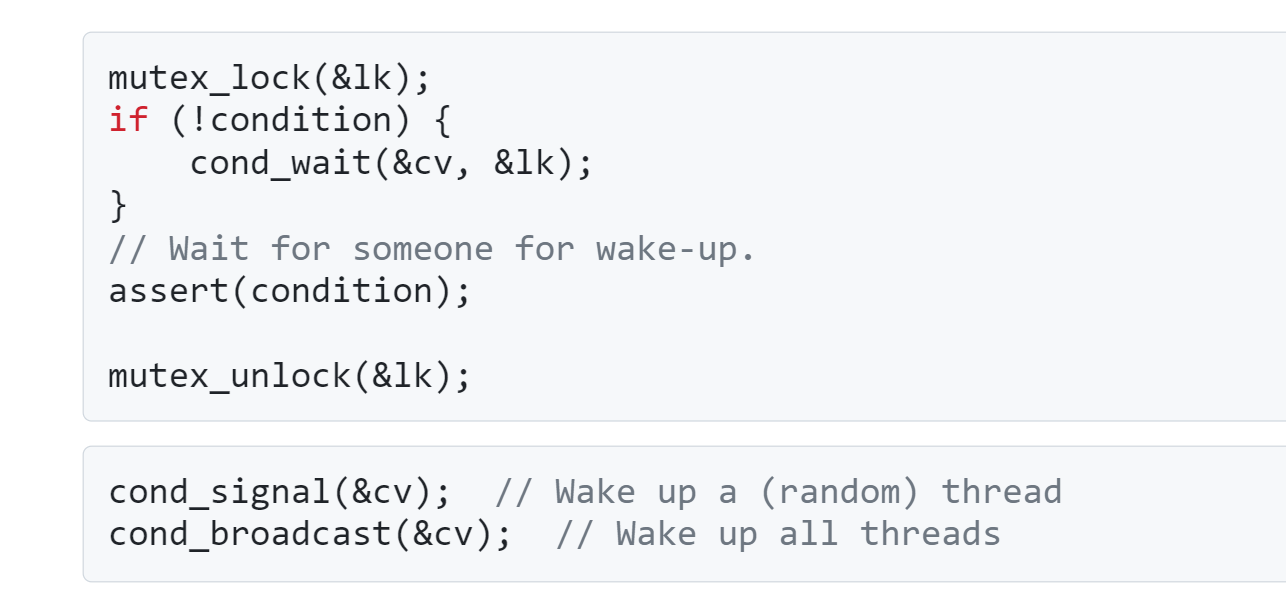 mutex_lock(&lk);
if (!condition) {
    cond_wait(&cv, &lk);
}
// Wait for someone for wake-up.
assert(condition);

mutex_unlock(&lk);
cond_signal(&cv);  // Wake up a (random) thread
cond_broadcast(&cv);  // Wake up all threads